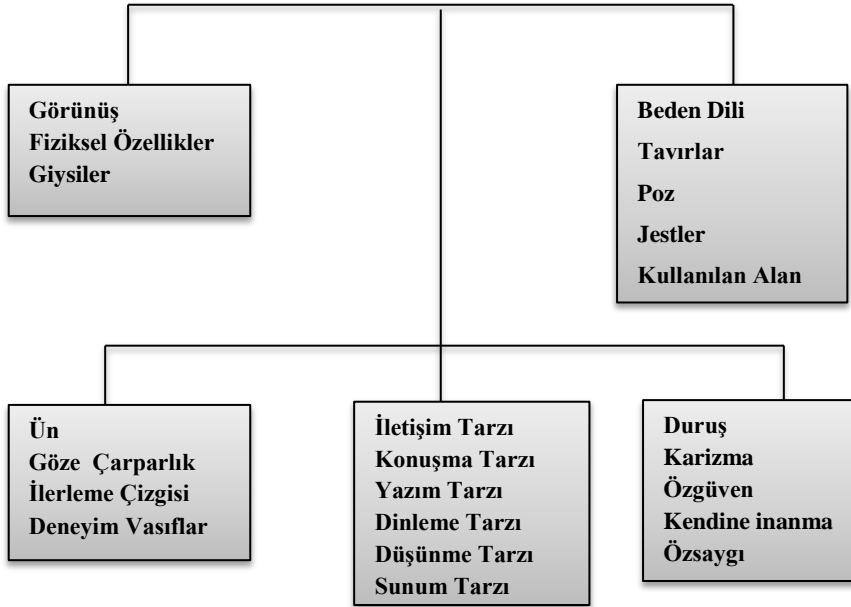 Görünüş
Fiziksel Özellikler
Giysiler
Beden Dili
Tavırlar
Poz
Jestler
Kullanılan Alan
Ün
Göze Çarparlık
İlerleme Çizgisi
Deneyim Vasıflar
İletişim Tarzı
Konuşma Tarzı
Yazım Tarzı
Dinleme Tarzı
Düşünme Tarzı
Sunum Tarzı
Duruş
Karizma
Özgüven
Kendine inanma
Özsaygı